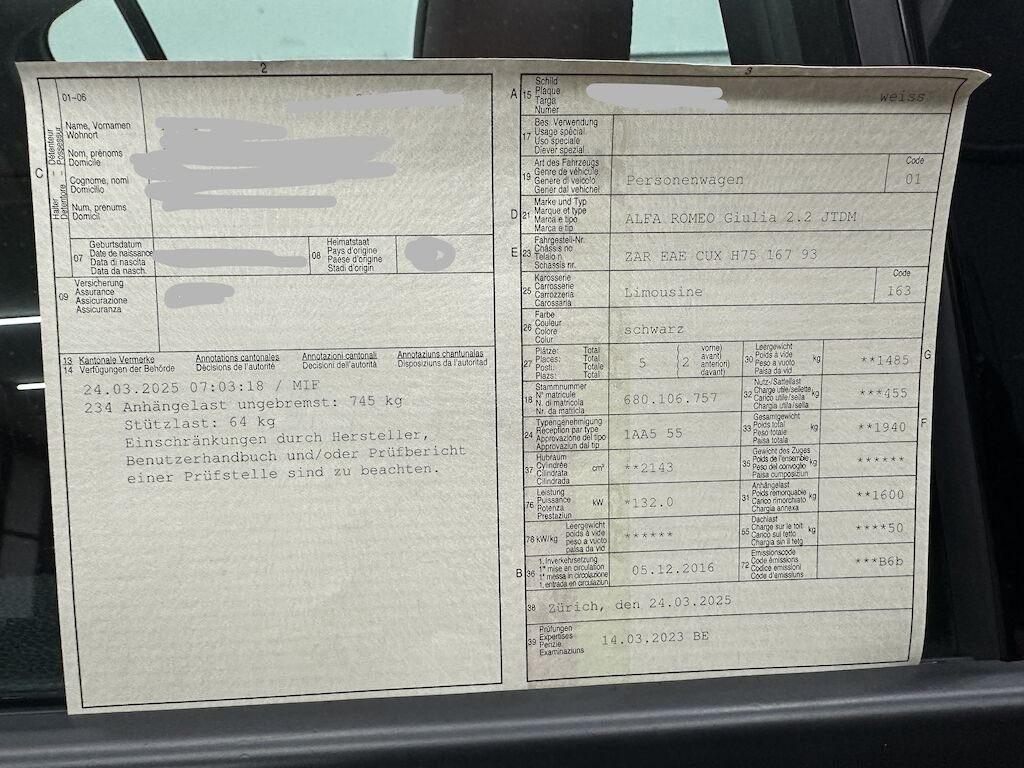 2
3
01-06
C
Halter Détenteur
Detentore Possessur
Name, Vornamen
Wohnort
Nom, prénoms
Domicile
Cognome, nomi
Domicilio
Num, prenums
Domicil
07
Geburtsdatum
Date de naissance
Data di nascita
Data da nasch.
08
Heimatstaat
Pays d'origine
Paese d'origine
Stadi d'origin
09
Versicherung
Assurance
Assicurazione
Assicuranza
13 Kantonale Vermerke Annotations cantonales Annotazioni cantonali Annotaziuns chantunalas
14 Verfügungen der Behörde Décisions de l'autorité Decisioni dell'autorità Disposiziuns da l'autoritad
24.03.2025 07:03:18 / MIF
234 Anhängelast ungebremst: 745 kg
Stützlast: 64 kg
Einschränkungen durch Hersteller,
Benutzerhandbuch und/oder Prüfbericht
einer Prüfstelle sind zu beachten.
A
15
Schild
Plaque
Targa
Numer
weiss
17
Bes. Verwendung
Usage spécial
Uso speciale
Diever spezial
19
Art des Fahrzeugs
Genre de véhicule
Genere di veicolo
Gener dal vehichel
Personenwagen
Code
01
D
21
Marke und Typ
Marque et type
Marca e tipo
Marca e tip
ALFA ROMEO Giulia 2.2 JTDM
E
23
Fahrgestell-Nr.
Châssis no
Telaio n.
Schassis nr.
ZAR EAE CUX H75 167 93
25
Karosserie
Carrosserie
Carrozzeria
Carossaria
Limousine
Code
163
26
Farbe
Couleur
Colore
Colur
schwarz
27
Plätze: Total
Places: Total
Posti: Totale
Plazs: Total
5 ( 2
vorne)
avant)
anteriori)
davant)
30
Leergewicht
Poids à vide
Peso a vuoto
Paisa da vid
kg
**1485
G
18
Stammnummer
N° matricule
N. di matricola
Nr. da matricla
680.106.757
32
Nutz-/Sattellast
Charge utile/sellette
Carico utile/sella
Chargia utila/sella
kg
***455
24
Typengenehmigung
Réception par type
Approvazione del tipo
Approvaziun dal tip
1AA5 55
33
Gesamtgewicht
Poids total
Peso totale
Paisa totala
kg
**1940
F
37
Hubraum
Cylindrée
Cilindrata
Cilindrada
cm³
**2143
35
Gewicht des Zuges
Poids de l'ensemble
Peso del convoglio
Paisa cumposiziun
kg
******
76
Leistung
Puissance
Potenza
Prestaziun
kW
*132.0
31
Anhängelast
Poids remorquable
Carico rimorchiato
Chargia annexa
kg
**1600
78 kW/kg
Leergewicht
poids à vide
peso a vuoto
paisa da vid
******
55
Dachlast
Charge sur le toit
Carico sul tetto
Chargia sin il tetg
kg
****50
B
36
1. Inverkehrsetzung
1re mise en circulation
1a messa in circolazione
1. entrada en circulaziun
05.12.2016
72
Emissionscode
Code émissions
Codice emissioni
Code d'emissiuns
***B6b
38
Zürich, den 24.03.2025
39
Prüfungen
Expertises
Perizie
Examinaziuns
14.03.2023 BE